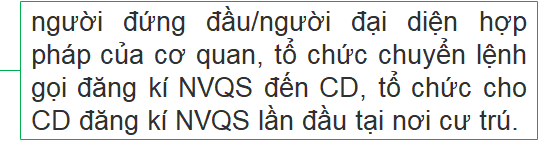 người đứng đầu/người đại diện hợp
pháp của cơ quan, tổ chức chuyển lệnh
gọi đăng kí NVQS đến CD, tổ chức cho
CD đăng kí NVQS lần đầu tại nơi cư trú.